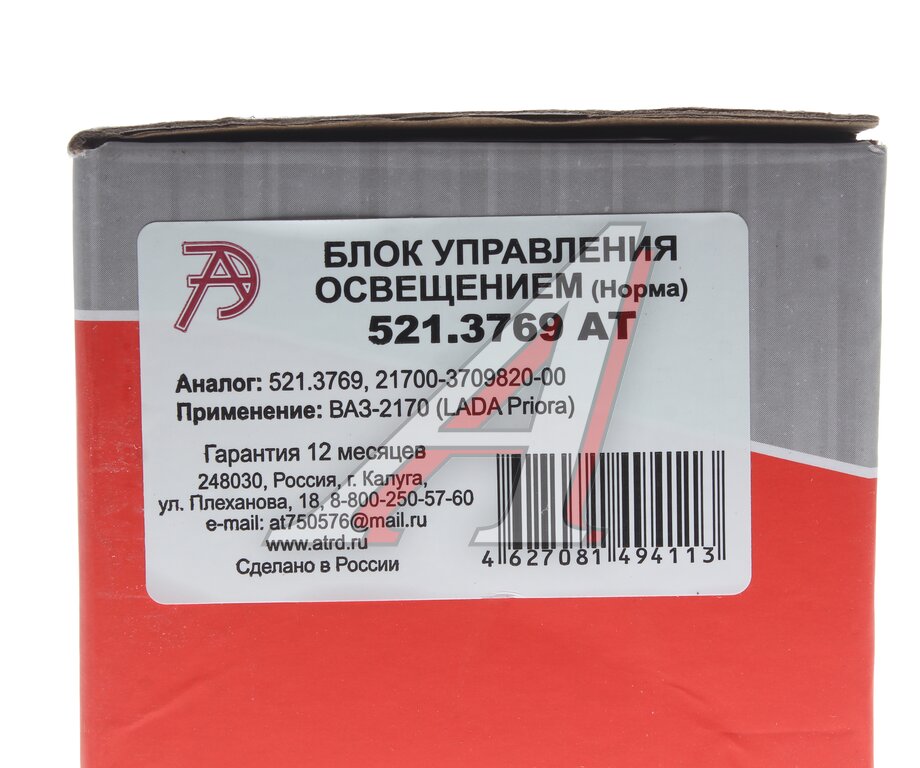 БЛОК УПРАВЛЕНИЯ
ОСВЕЩЕНИЕМ (Норма)
521.3769 АТ
Аналог: 521.3769, 21700-3709820-00
Применение: ВАЗ-2170 (LADA Priora)
Гарантия 12 месяцев
248030, Россия, г. Калуга,
ул. Плеханова, 18, 8-800-250-57-60
e-mail: at750576@mail.ru
www.atrd.ru
Сделано в России
4 627081 494113